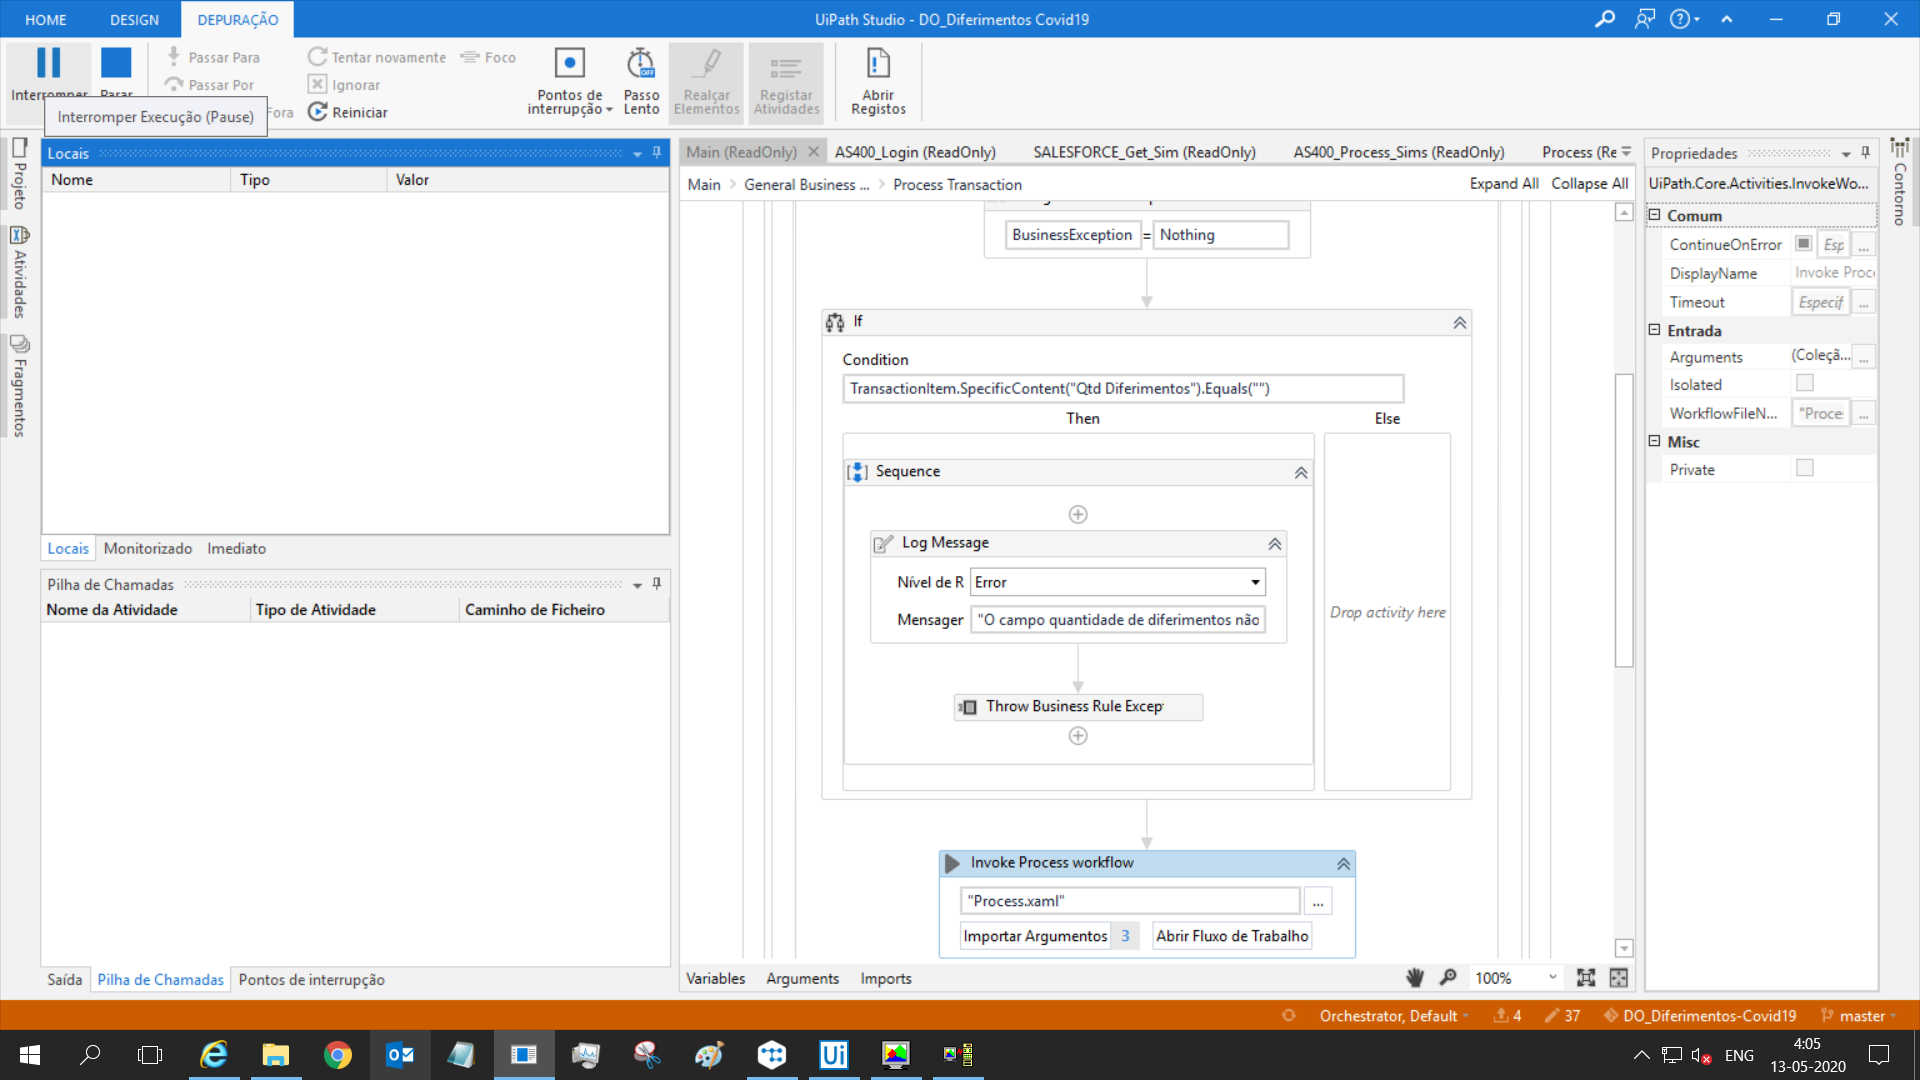 HOME DESIGN DEPURAÇÃO UiPath Studio - DO_Diferimentos Covid19
Interromper
Parar
Passar Para
Passar Por
Fora
Tentar novamente
Ignorar
Reiniciar
Foco
Pontos de
interrupção
Passo
Lento
Realçar
Elementos
Registar
Atividades
Abrir
Registos
Interromper Execução (Pause)
Projeto
Atividades
Fragmentos
Locais
Nome Tipo Valor
Locais Monitorizado Imediato
Pilha de Chamadas
Nome da Atividade Tipo de Atividade Caminho de Ficheiro
Saída Pilha de Chamadas Pontos de interrupção
Main (ReadOnly) AS400_Login (ReadOnly) SALESFORCE_Get_Sim (ReadOnly) AS400_Process_Sims (ReadOnly) Process (Re
Main > General Business ... > Process Transaction Expand All Collapse All
BusinessException = Nothing
If
Condition
TransactionItem.SpecificContent("Qtd Diferimentos").Equals("")
Then Else
Sequence
Log Message
Nível de R Error
Mensager "O campo quantidade de diferimentos não
Drop activity here
Throw Business Rule Excep
Invoke Process workflow
"Process.xaml" ...
Importar Argumentos 3 Abrir Fluxo de Trabalho
Variables Arguments Imports 100%
Propriedades
UiPath.Core.Activities.InvokeWo...
Comum
ContinueOnError Esp ...
DisplayName Invoke Proc
Timeout Especif ...
Entrada
Arguments (Coleçã... ...
Isolated
WorkflowFileN... "Proces ...
Misc
Private
Contorno
Orchestrator, Default 4 37 DO_Diferimentos-Covid19 master
ENG
4:05
13-05-2020